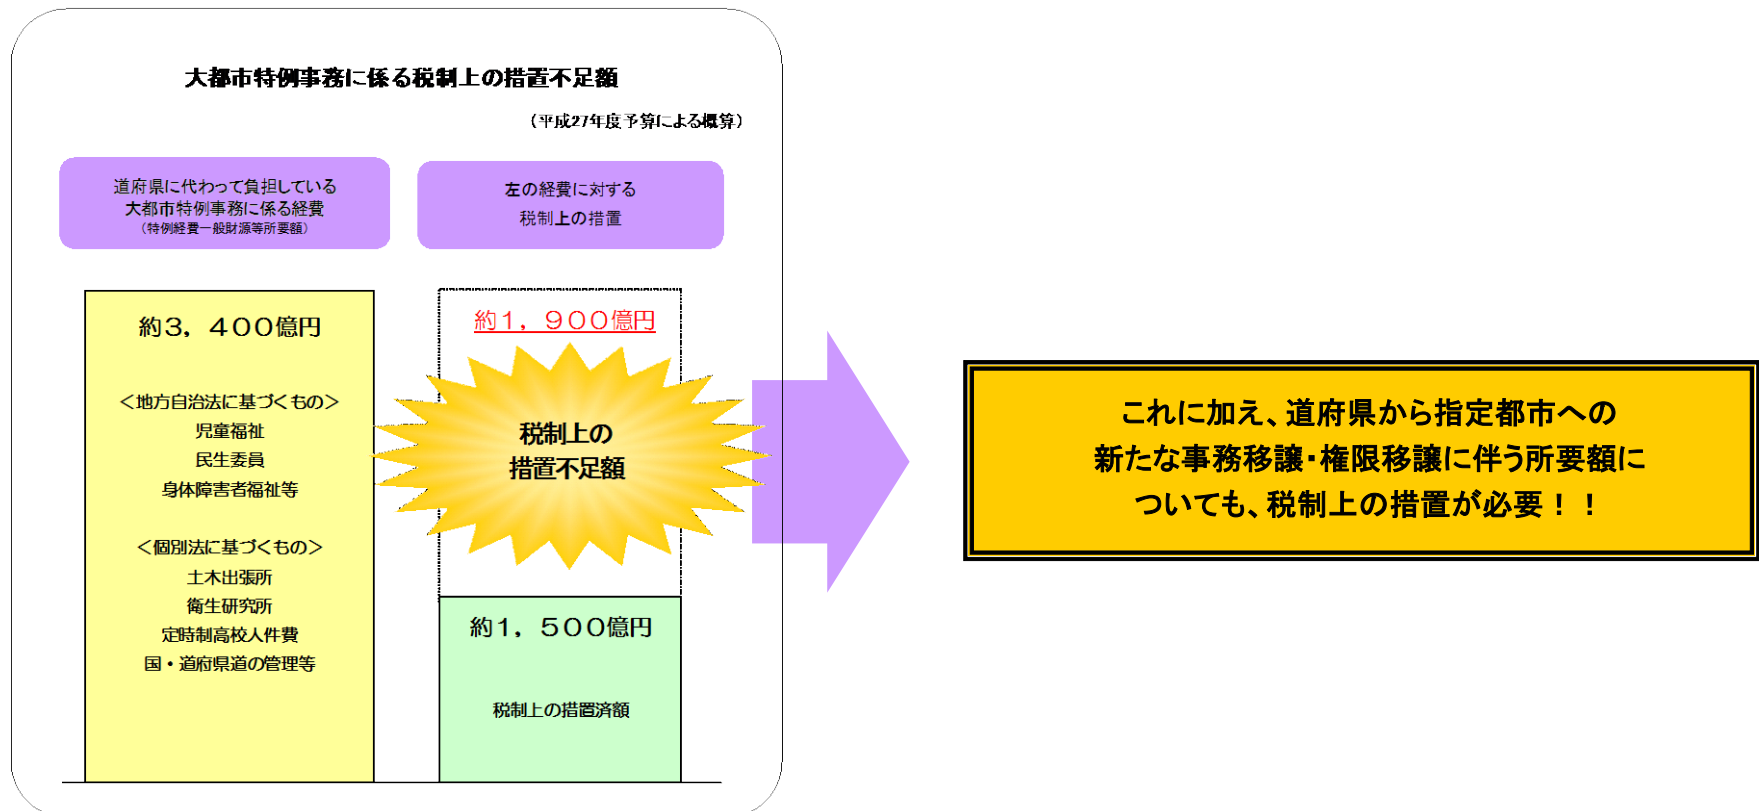 大都市特例事務に係る税制上の措置不足額
（平成27年度予算による概算）
道府県に代わって負担している
大都市特例事務に係る経費
（特例経費一般財源等所要額）
左の経費に対する
税制上の措置
約３，４００億円
＜地方自治法に基づくもの＞
児童福祉
民生委員
身体障害者福祉等
＜個別法に基づくもの＞
土木出張所
衛生研究所
定時制高校人件費
国・道府県道の管理等
約１，９００億円
税制上の
措置不足額
約１，５００億円
税制上の措置済額
これに加え、道府県から指定都市への
新たな事務移譲・権限移譲に伴う所要額に
ついても、税制上の措置が必要！！